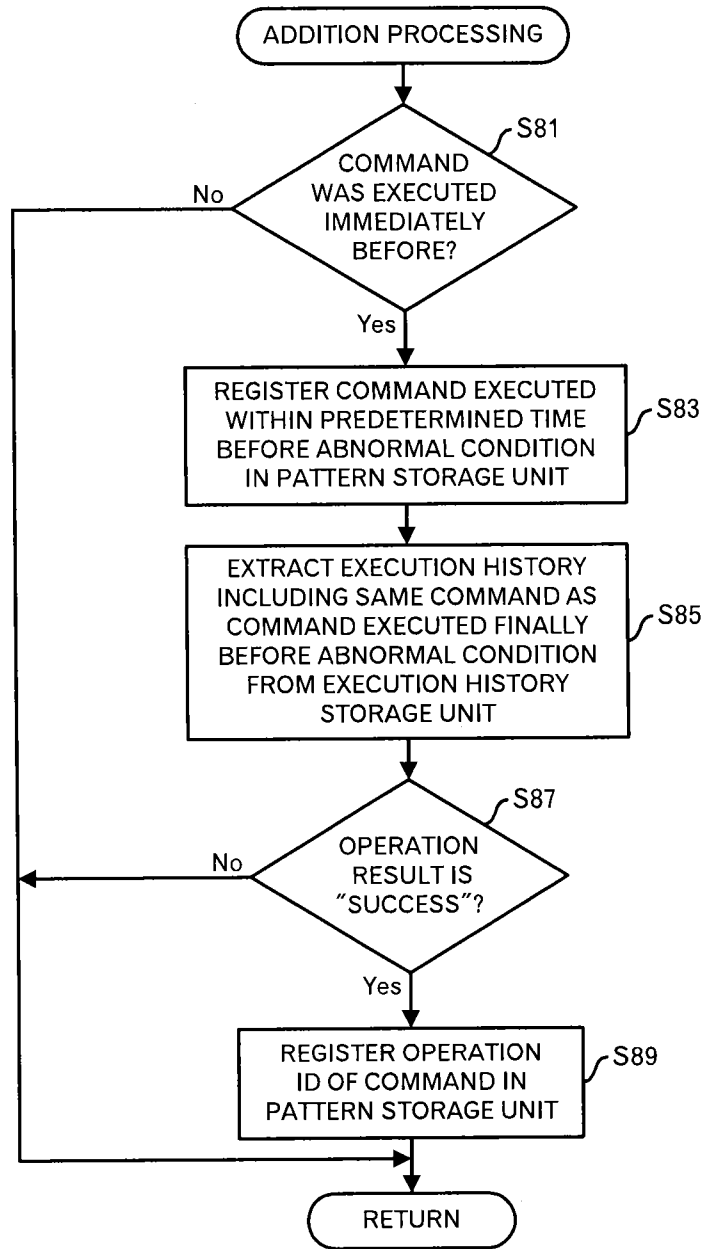 ADDITION PROCESSING
S81
COMMAND
WAS EXECUTED
IMMEDIATELY
BEFORE?
No
Yes
REGISTER COMMAND EXECUTED
WITHIN PREDETERMINED TIME
BEFORE ABNORMAL CONDITION
IN PATTERN STORAGE UNIT
S83
EXTRACT EXECUTION HISTORY
INCLUDING SAME COMMAND AS
COMMAND EXECUTED FINALLY
BEFORE ABNORMAL CONDITION
FROM EXECUTION HISTORY
STORAGE UNIT
S85
S87
OPERATION
RESULT IS
"SUCCESS"?
No
Yes
REGISTER OPERATION
ID OF COMMAND IN
PATTERN STORAGE UNIT
S89
RETURN